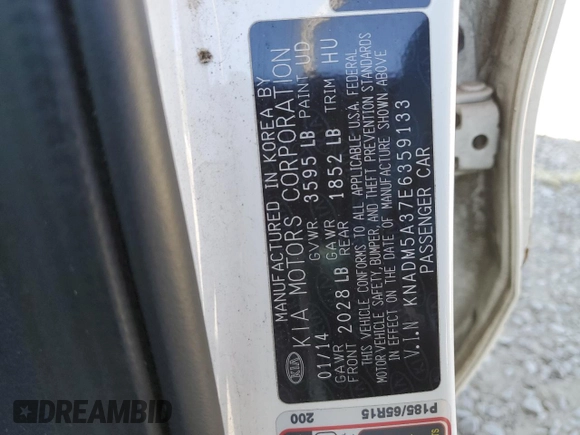 MANUFACTURED IN KOREA BY
KIA MOTORS CORPORATION
01/14 GVWR 3595 LB PAINT UD
GAWR FRONT 2028 LB GAWR REAR 1852 LB TRIM HU
THIS VEHICLE CONFORMS TO ALL APPLICABLE U.S.A. FEDERAL
MOTOR VEHICLE SAFETY, BUMPER, AND THEFT PREVENTION STANDARDS
IN EFFECT ON THE DATE OF MANUFACTURE SHOWN ABOVE
V.I.N KNADM5A37E6359133
PASSENGER CAR
KIA
P185/65R15
200
DREAMBID